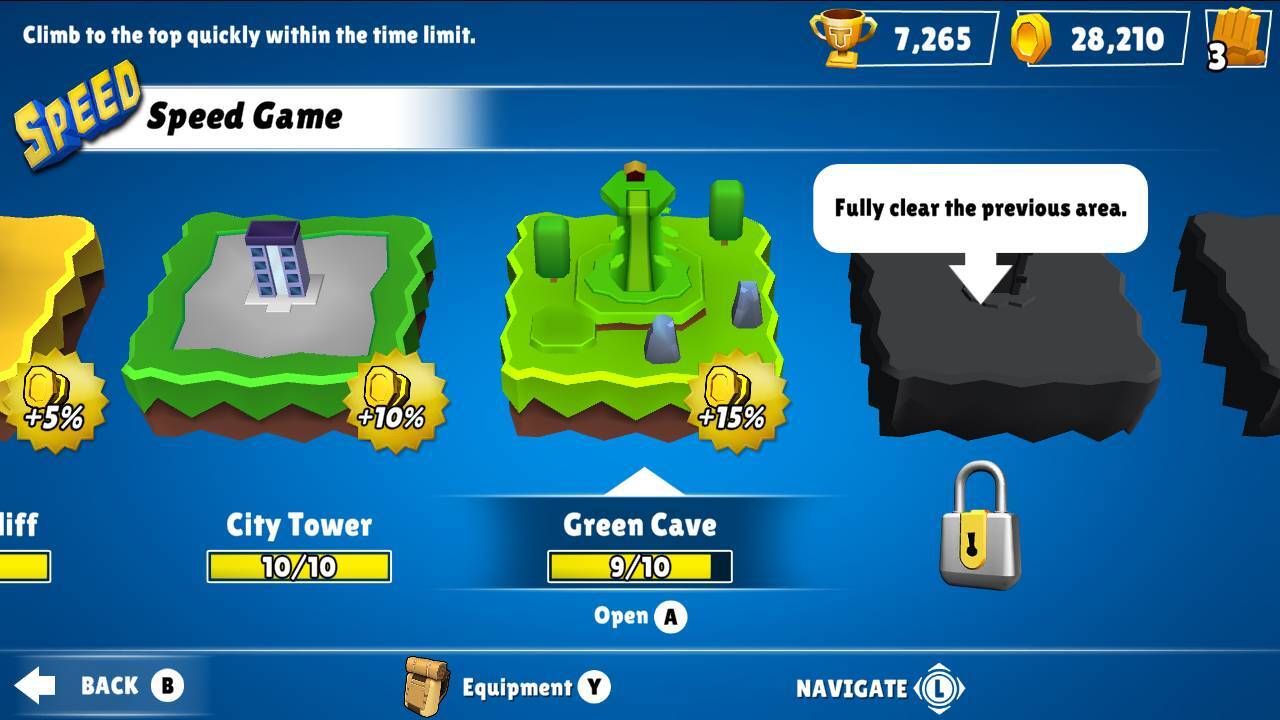 Climb to the top quickly within the time limit.
7,265
28,210
3
SPEED
Speed Game
Fully clear the previous area.
+5%
+10%
+15%
liff
City Tower
Green Cave
10/10
9/10
Open A
BACK B
Equipment Y
NAVIGATE L